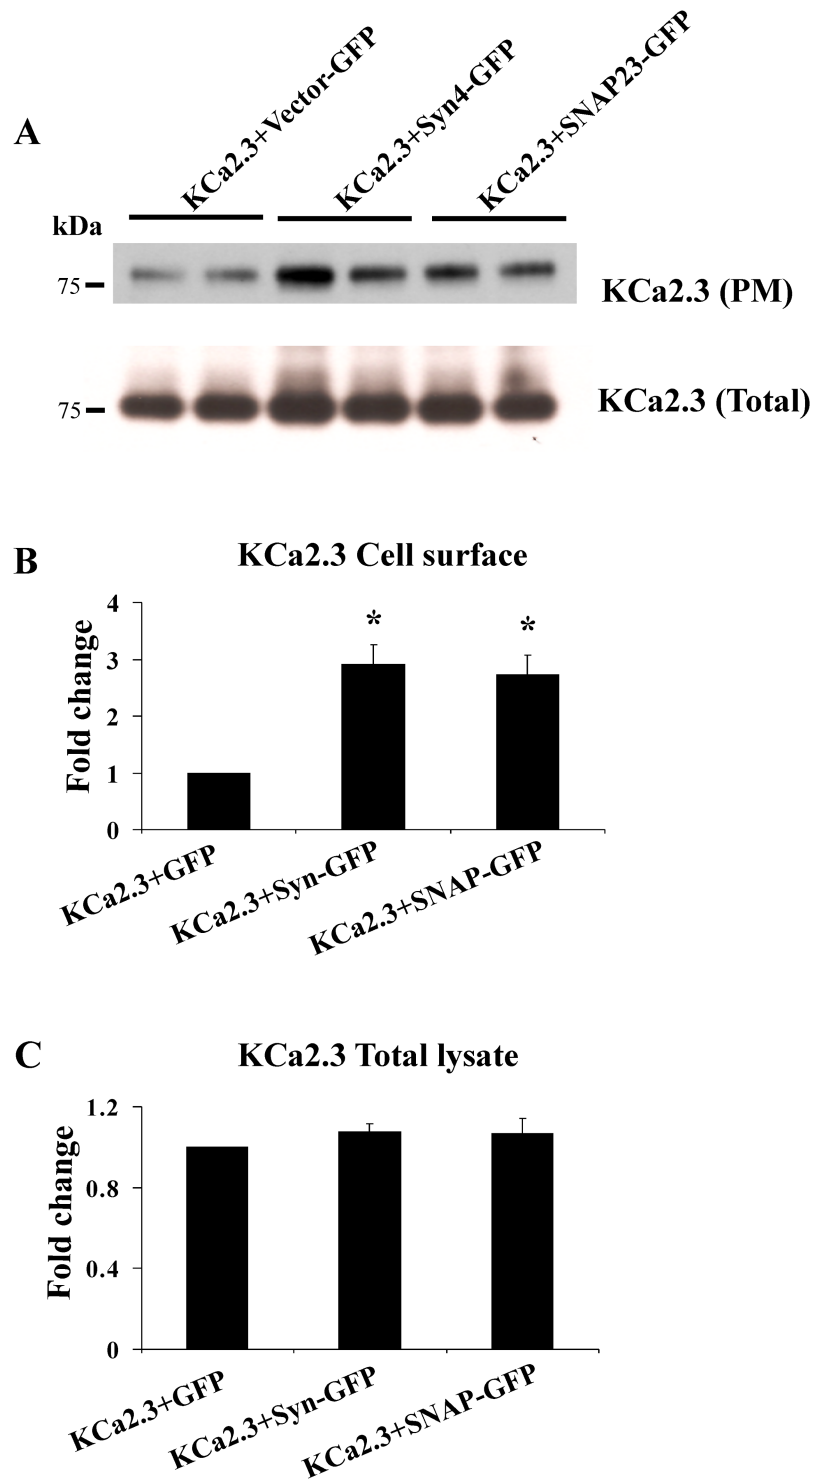 A
KCa2.3+Vector-GFP
KCa2.3+Syn4-GFP
KCa2.3+SNAP23-GFP
kDa
75
KCa2.3 (PM)
75
KCa2.3 (Total)
B
KCa2.3 Cell surface
Fold change
4
3
2
1
0
KCa2.3+GFP
KCa2.3+Syn-GFP
KCa2.3+SNAP-GFP
*
*
C
KCa2.3 Total lysate
Fold change
1.2
0.8
0.4
0
KCa2.3+GFP
KCa2.3+Syn-GFP
KCa2.3+SNAP-GFP